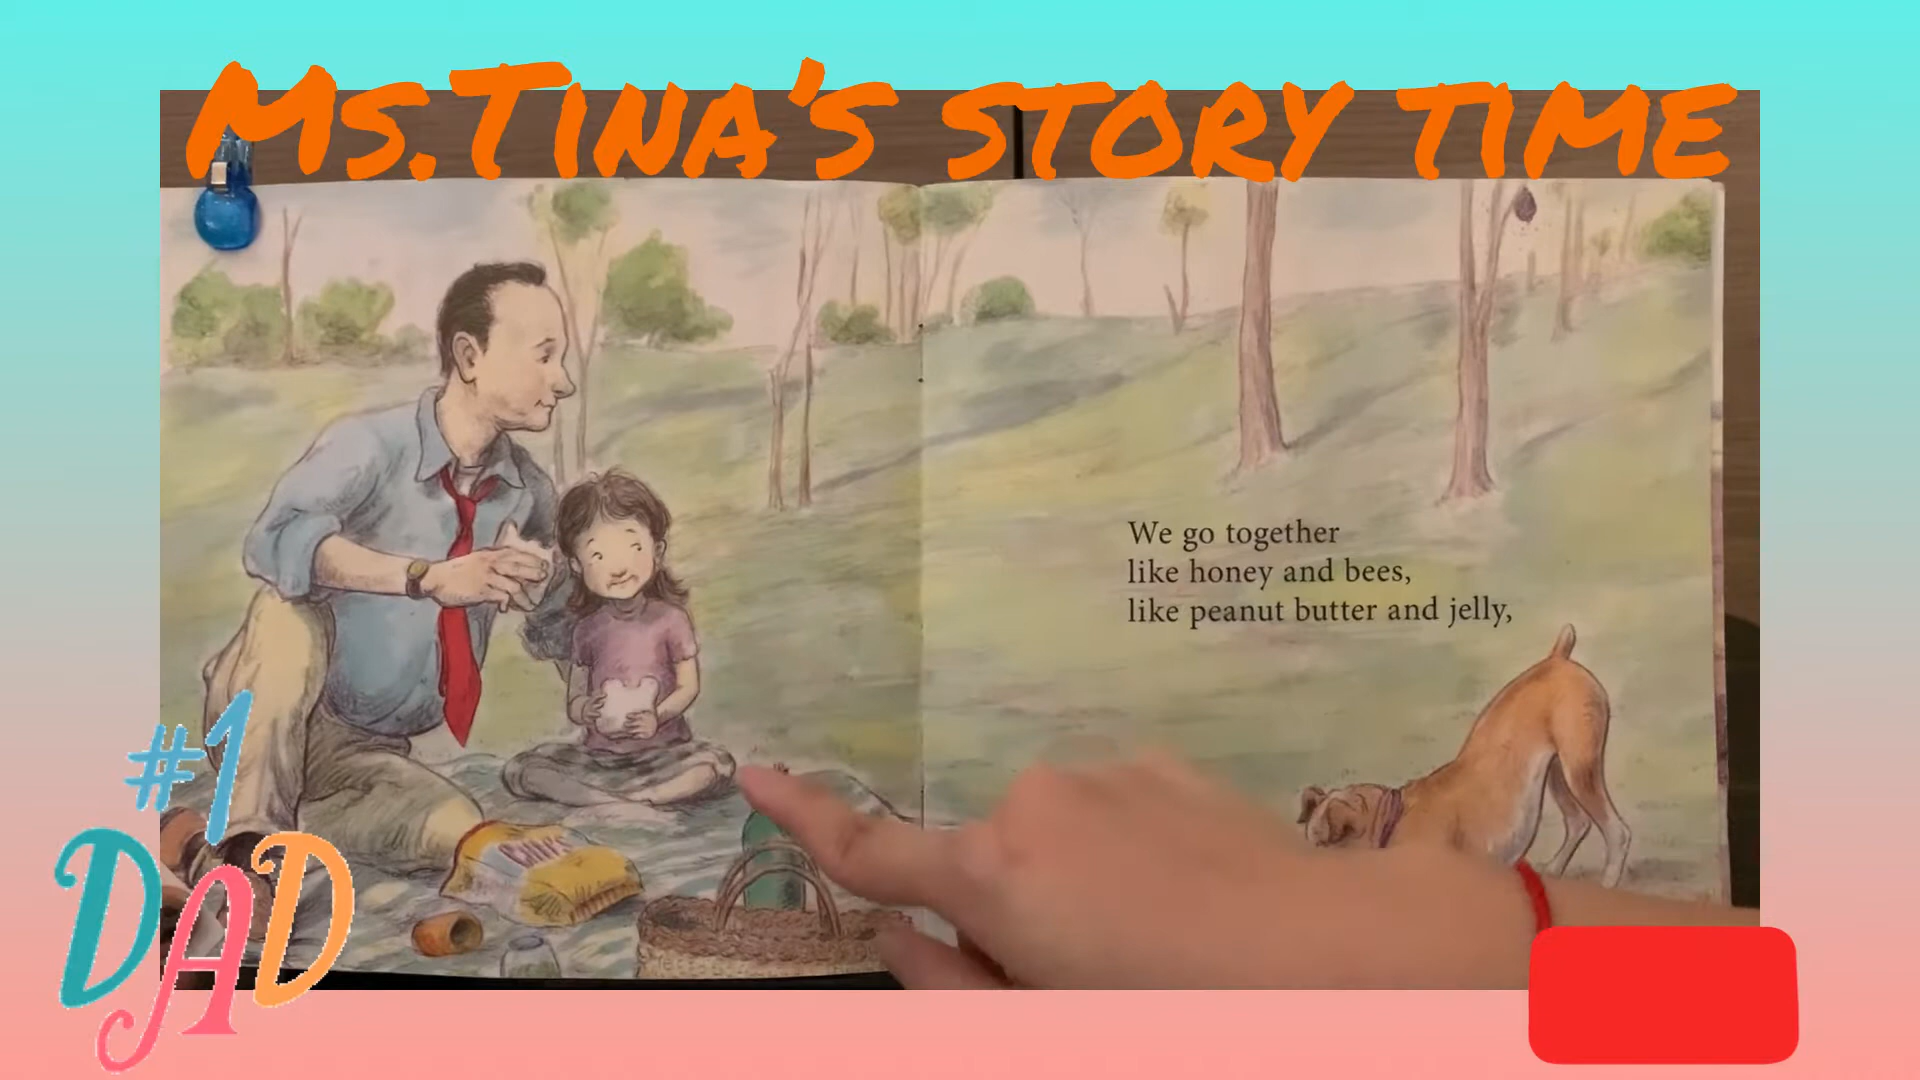 Ms.Tina's story time
We go together
like honey and bees,
like peanut butter and jelly,
CHIPS
#1
DAD